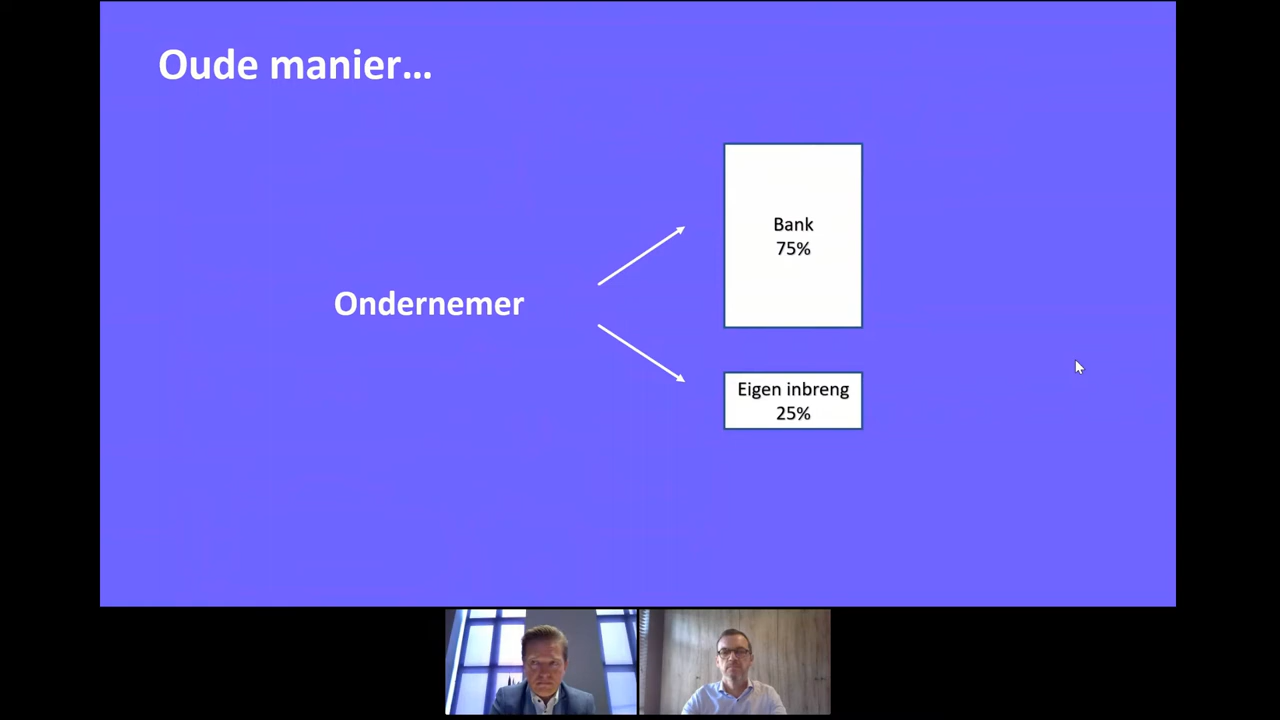 Oude manier...
Bank
75%
Ondernemer
Eigen inbreng
25%